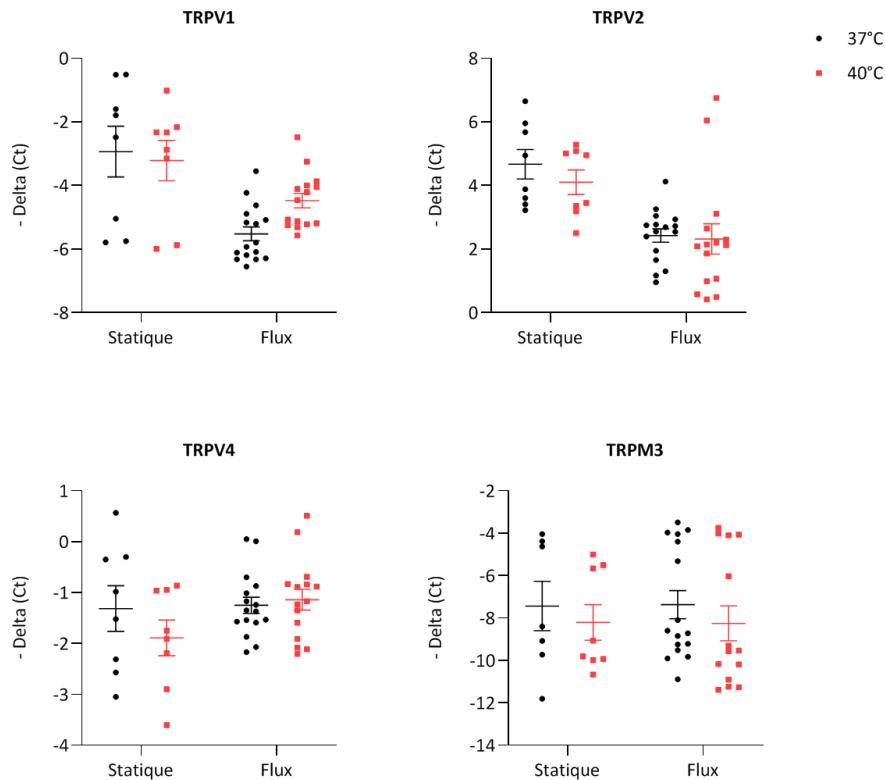 TRPV1
0
-2
-4
-6
-8
- Delta (Ct)
Statique
Flux
TRPV2
8
6
4
2
0
- Delta (Ct)
Statique
Flux
37°C
40°C
TRPV4
1
0
-1
-2
-3
-4
- Delta (Ct)
Statique
Flux
TRPM3
-2
-4
-6
-8
-10
-12
-14
- Delta (Ct)
Statique
Flux